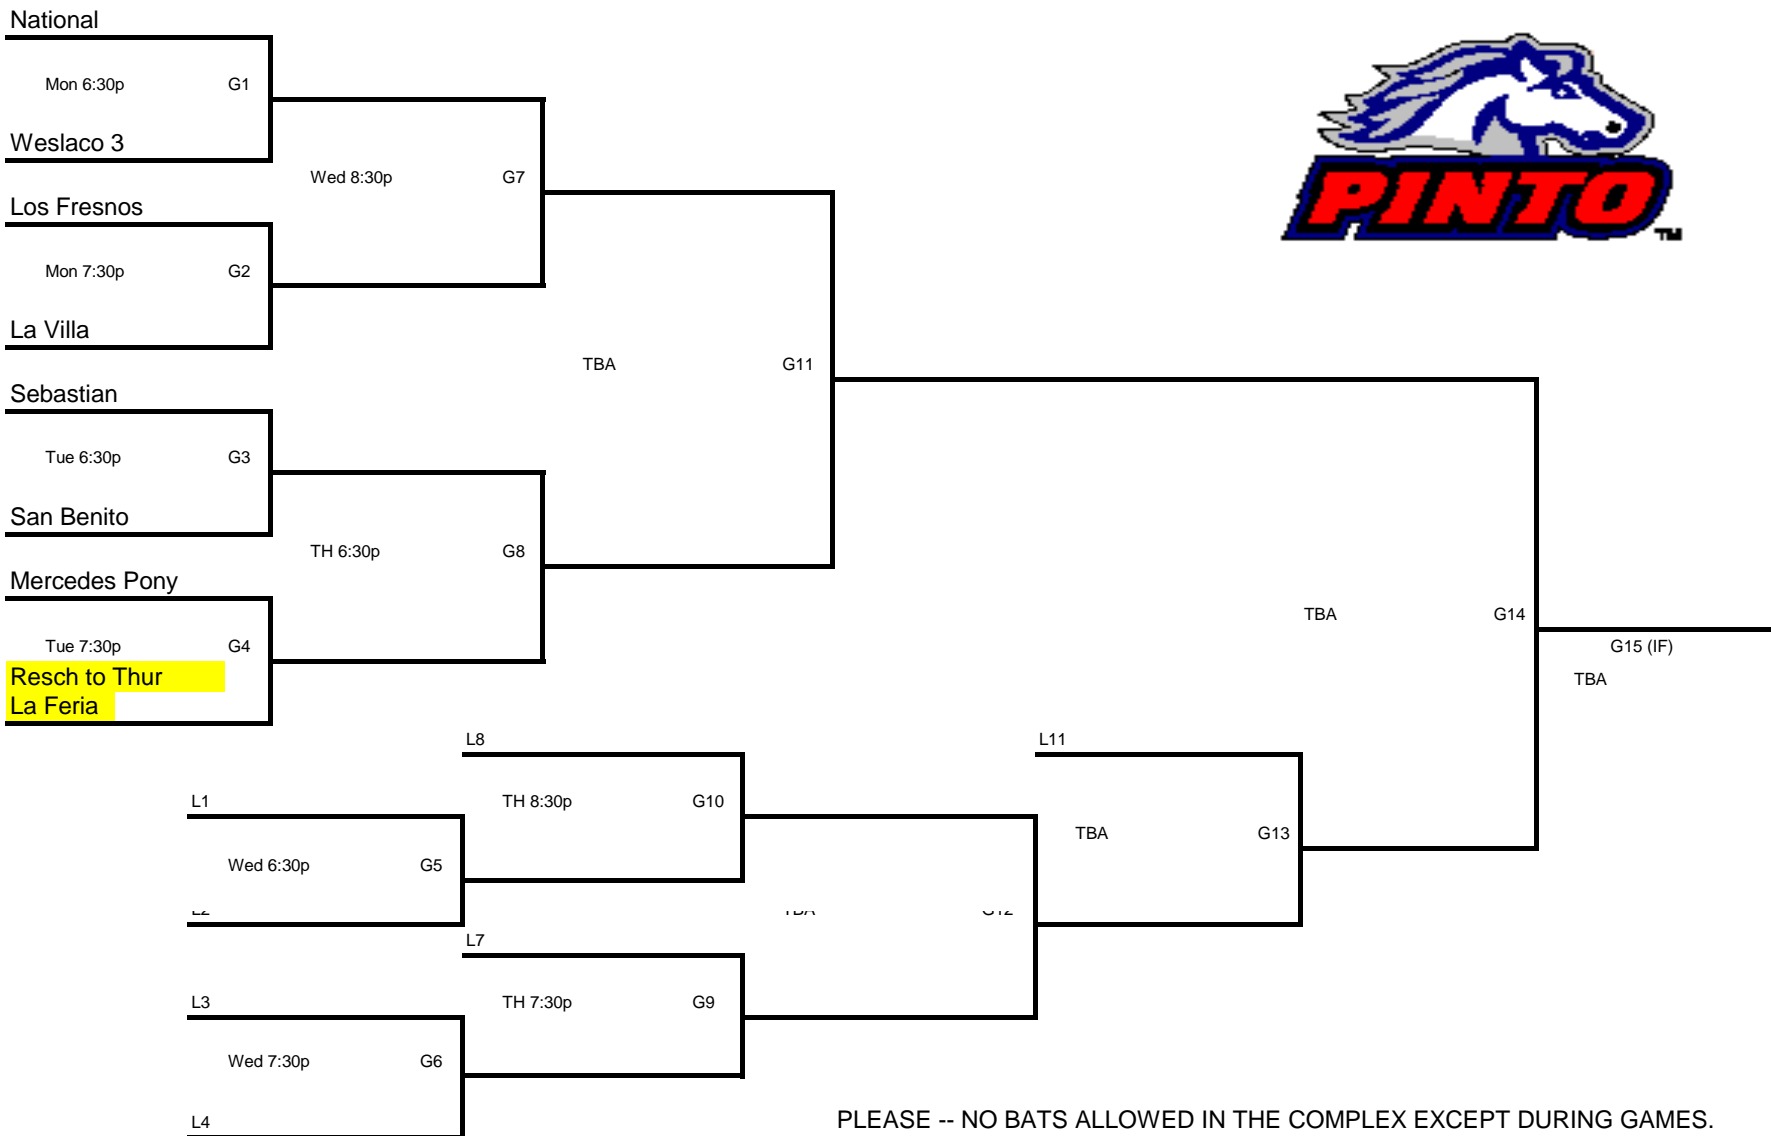 National
Mon 6:30p G1
Weslaco 3
Wed 8:30p G7
Los Fresnos
Mon 7:30p G2
La Villa
TBA G11
Sebastian
Tue 6:30p G3
San Benito
TH 6:30p G8
Mercedes Pony
Tue 7:30p G4
Resch to Thur
La Feria
PINTO
TM
TBA G14
G15 (IF)
TBA
L8
L11
L1
TH 8:30p G10
TBA G13
Wed 6:30p G5
L2
TBA G12
L7
L3
TH 7:30p G9
Wed 7:30p G6
L4
PLEASE -- NO BATS ALLOWED IN THE COMPLEX EXCEPT DURING GAMES.